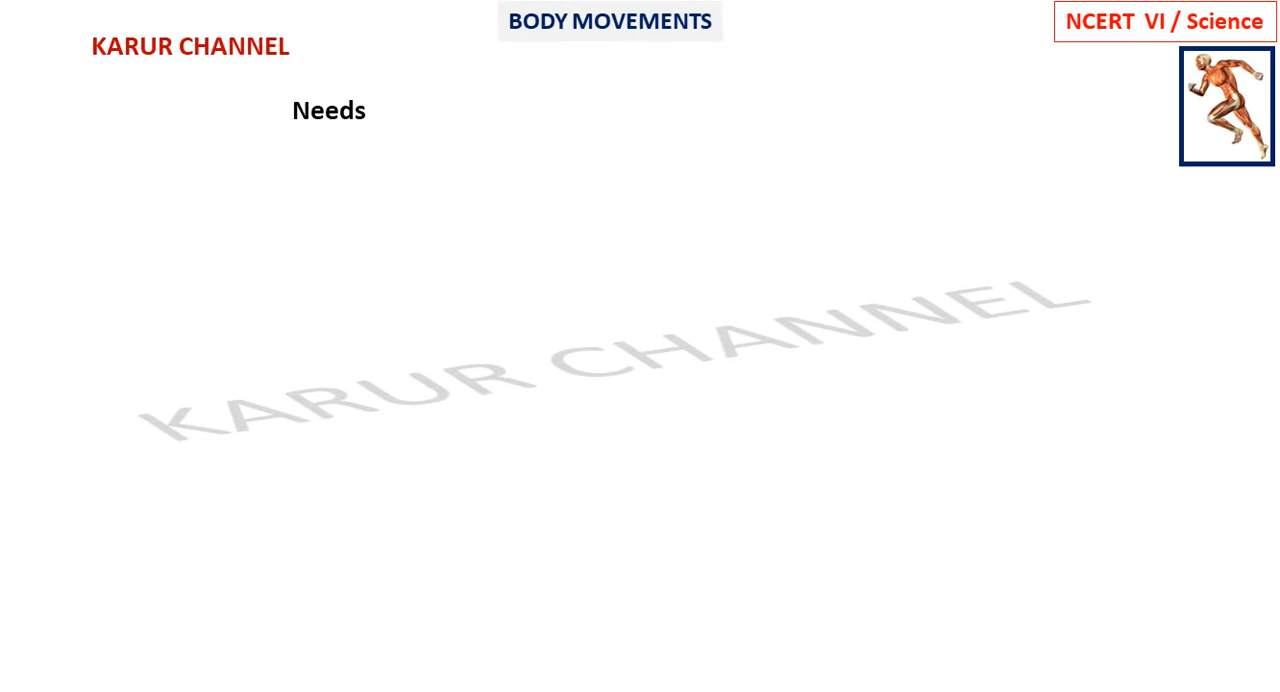 BODY MOVEMENTS
NCERT VI / Science
KARUR CHANNEL
Needs
KARUR CHANNEL